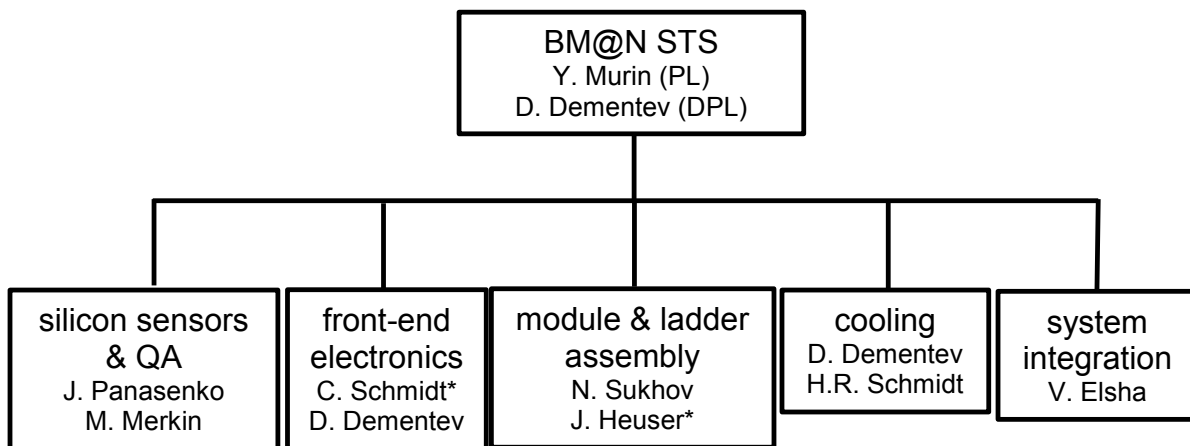 BM@N STS
Y. Murin (PL)
D. Dementev (DPL)
silicon sensors
& QA
J. Panasenko
M. Merkin
front-end
electronics
C. Schmidt*
D. Dementev
module & ladder
assembly
N. Sukhov
J. Heuser*
cooling
D. Dementev
H.R. Schmidt
system
integration
V. Elsha